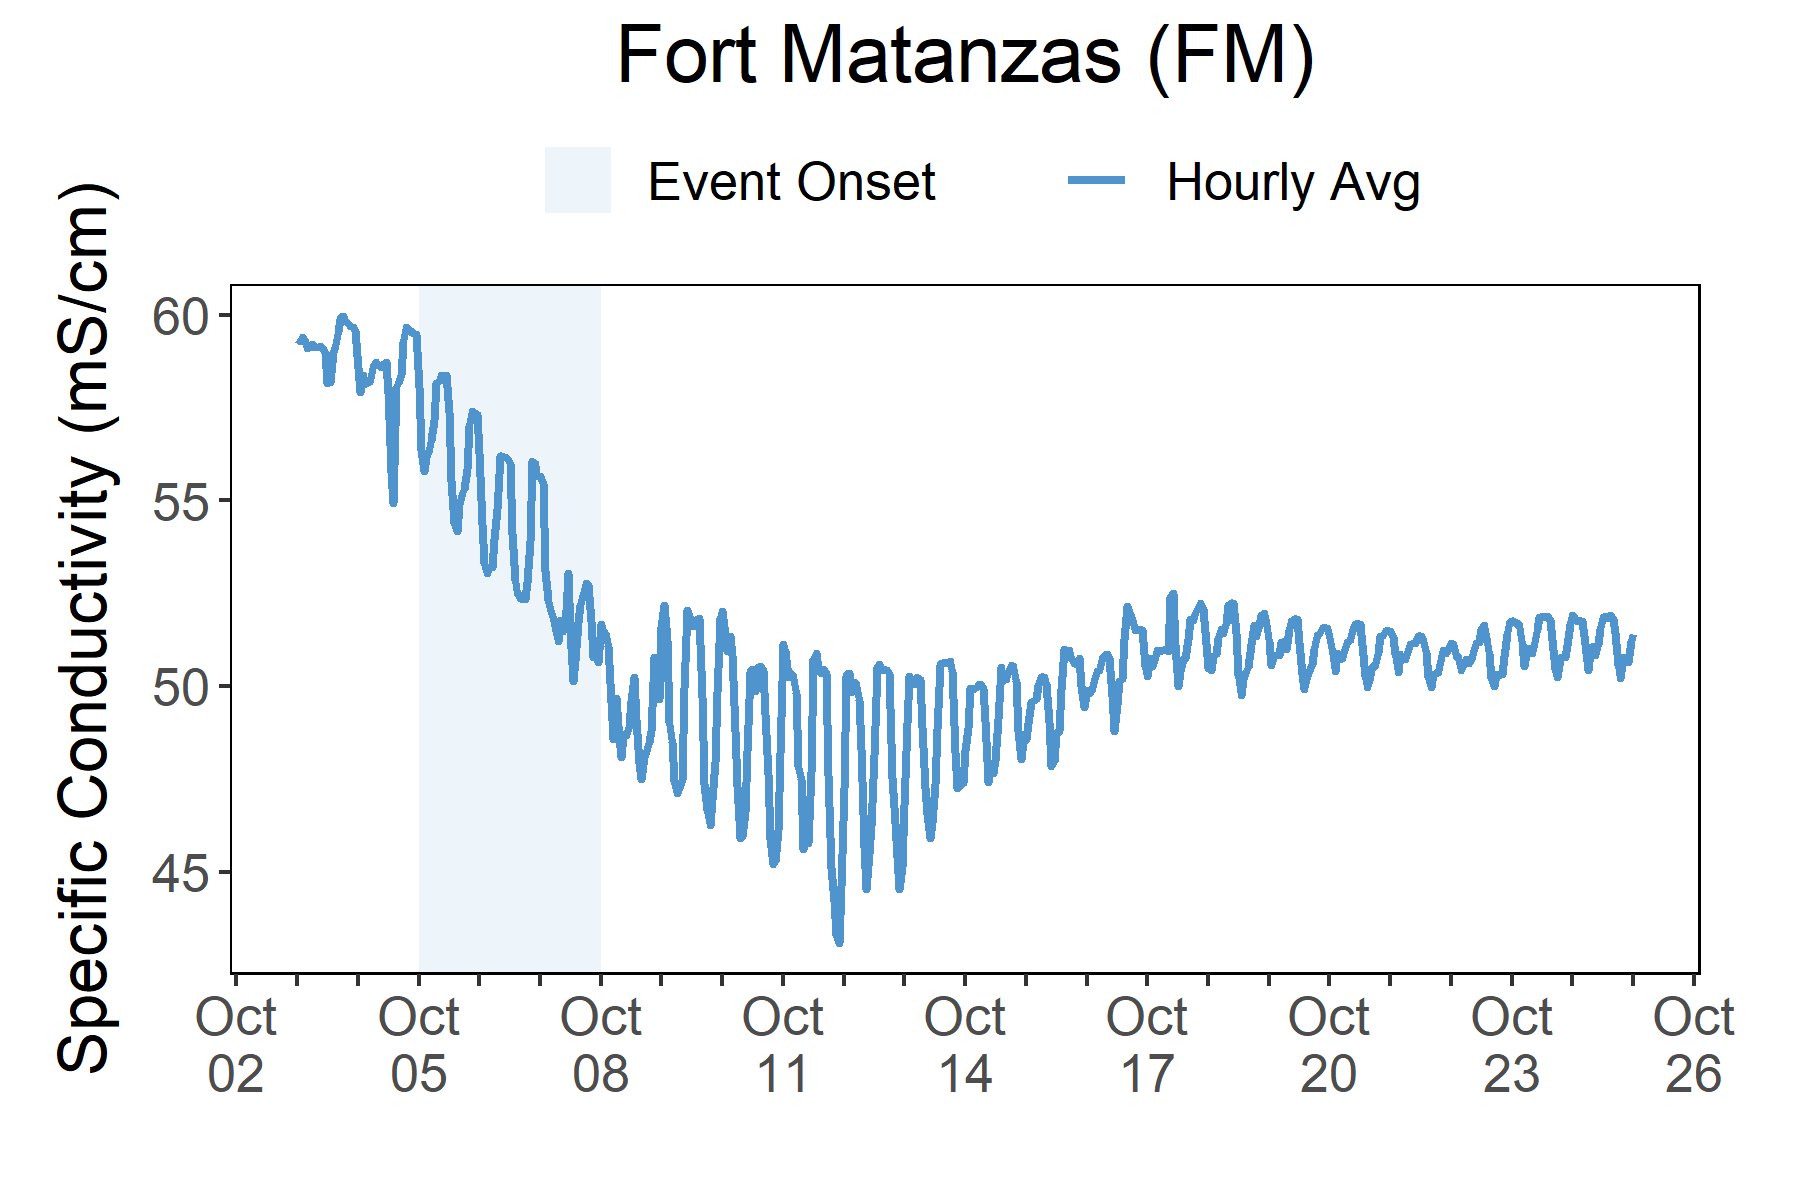 Fort Matanzas (FM)
Event Onset
Hourly Avg
Specific Conductivity (mS/cm)
60
55
50
45
Oct 02
Oct 05
Oct 08
Oct 11
Oct 14
Oct 17
Oct 20
Oct 23
Oct 26